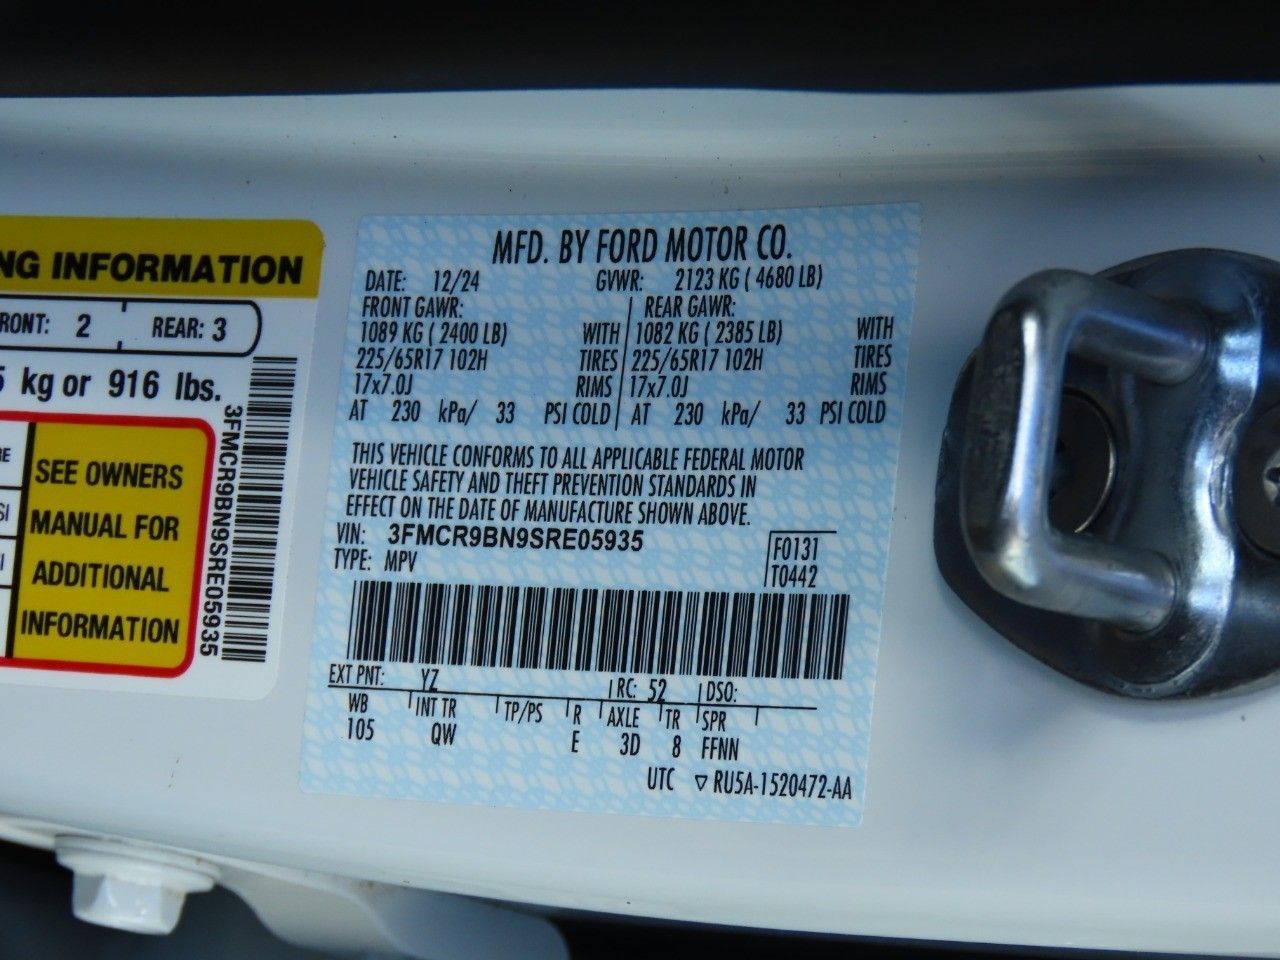 NG INFORMATION
RONT: 2 REAR: 3
5 kg or 916 lbs.
RE
SI
I
SEE OWNERS
MANUAL FOR
ADDITIONAL
INFORMATION
3FMCR9BN9SRE05935
MFD. BY FORD MOTOR CO.
DATE: 12/24 GVWR: 2123 KG ( 4680 LB)
FRONT GAWR: REAR GAWR:
1089 KG ( 2400 LB) WITH 1082 KG ( 2385 LB) WITH
225/65R17 102H TIRES 225/65R17 102H TIRES
17x7.0J RIMS 17x7.0J RIMS
AT 230 kPa/ 33 PSI COLD AT 230 kPa/ 33 PSI COLD
THIS VEHICLE CONFORMS TO ALL APPLICABLE FEDERAL MOTOR
VEHICLE SAFETY AND THEFT PREVENTION STANDARDS IN
EFFECT ON THE DATE OF MANUFACTURE SHOWN ABOVE.
VIN: 3FMCR9BN9SRE05935
TYPE: MPV
F0131
T0442
EXT PNT: YZ RC: 52 DSO:
WB INT TR TP/PS R AXLE TR SPR
105 QW E 3D 8 FFNN
UTC ▽ RU5A-1520472-AA